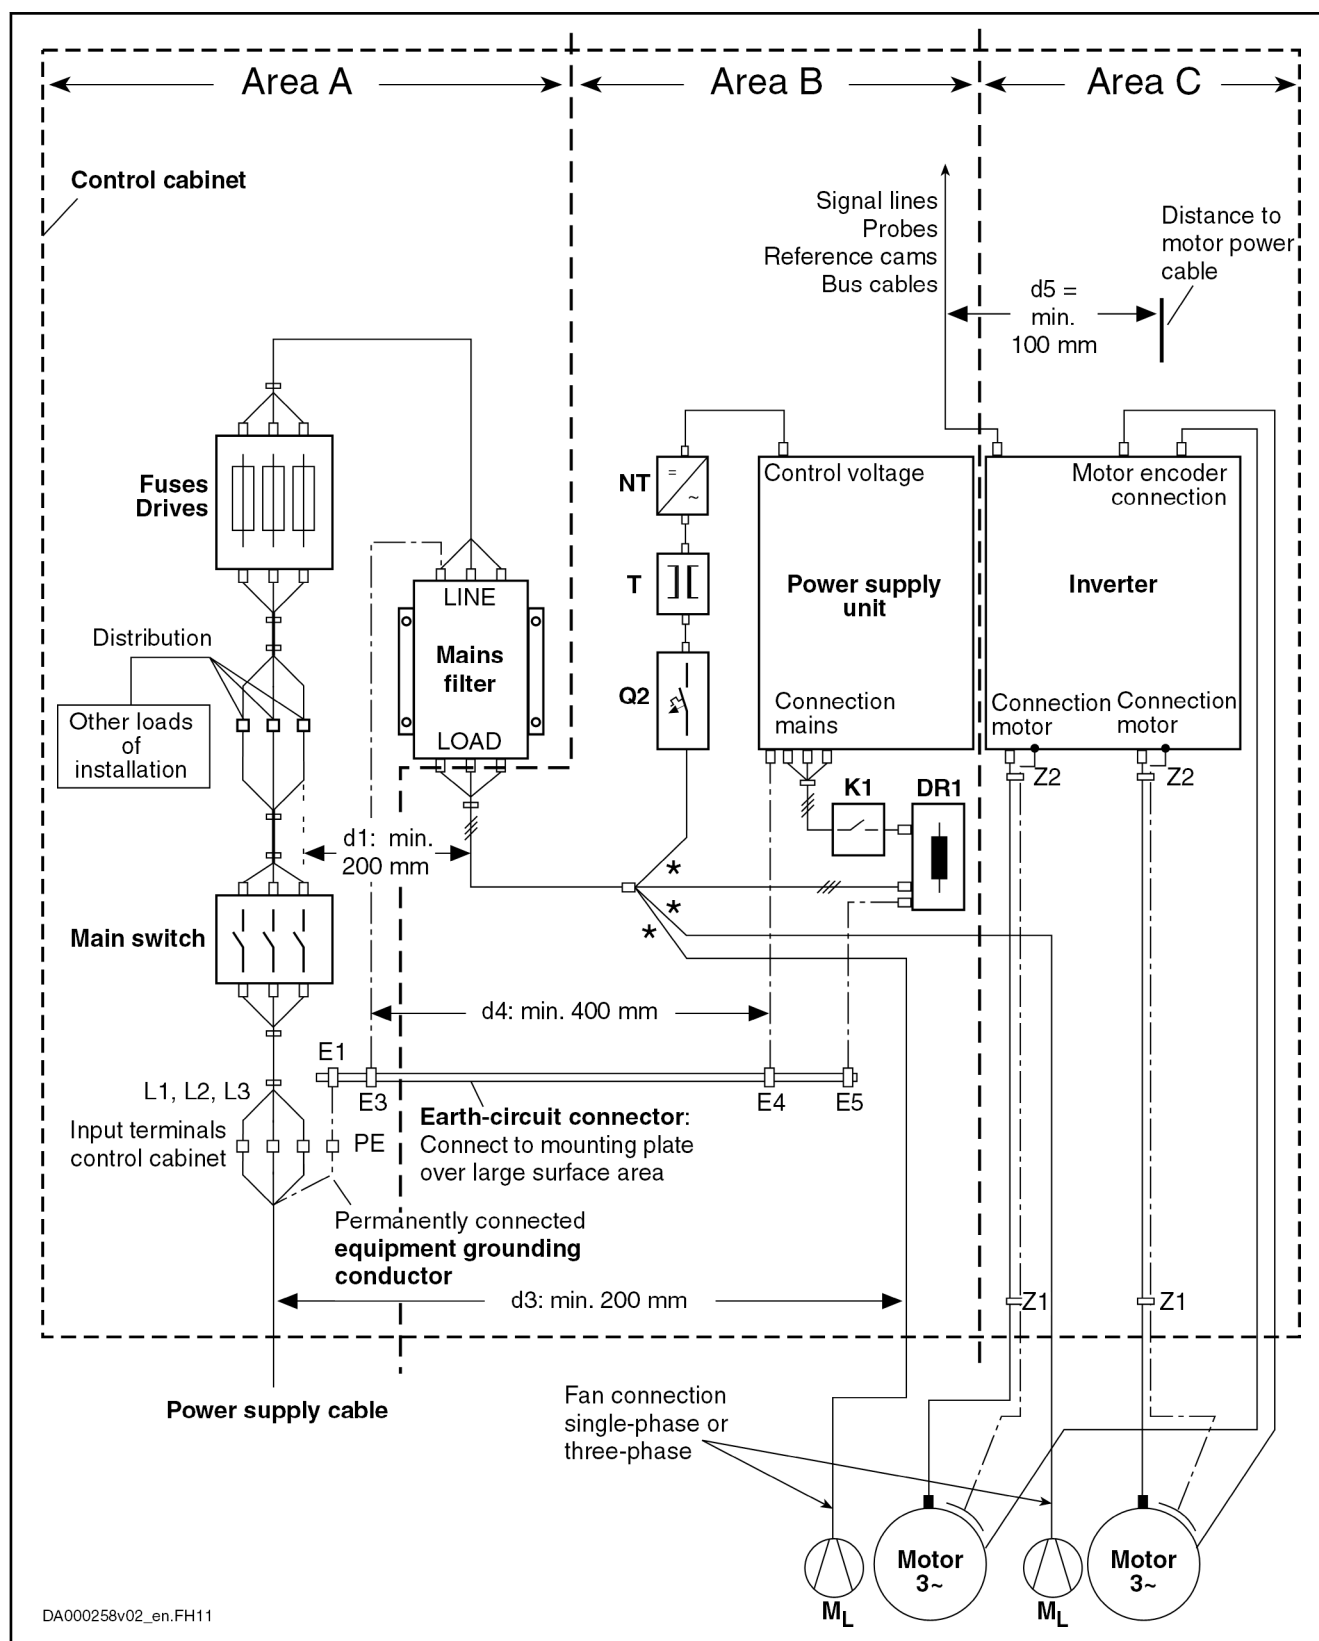 Area A
Area B
Area C
Control cabinet
Signal lines
Probes
Reference cams
Bus cables
Distance to
motor power
cable
d5 =
min.
100 mm
Fuses
Drives
NT
Control voltage
Motor encoder
connection
LINE
T
Power supply
unit
Inverter
Distribution
Mains
filter
Q2
Other loads
of
installation
LOAD
Connection
mains
Connection
motor
Connection
motor
Z2
Z2
K1
DR1
d1: min.
200 mm
*
*
*
Main switch
d4: min. 400 mm
E1
L1, L2, L3
E3
E4
E5
Input terminals
control cabinet
PE
Earth-circuit connector:
Connect to mounting plate
over large surface area
Permanently connected
equipment grounding
conductor
d3: min. 200 mm
Z1
Z1
Power supply cable
Fan connection
single-phase or
three-phase
Motor
3~
Motor
3~
ML
ML
=
~
DA000258v02_en.FH11